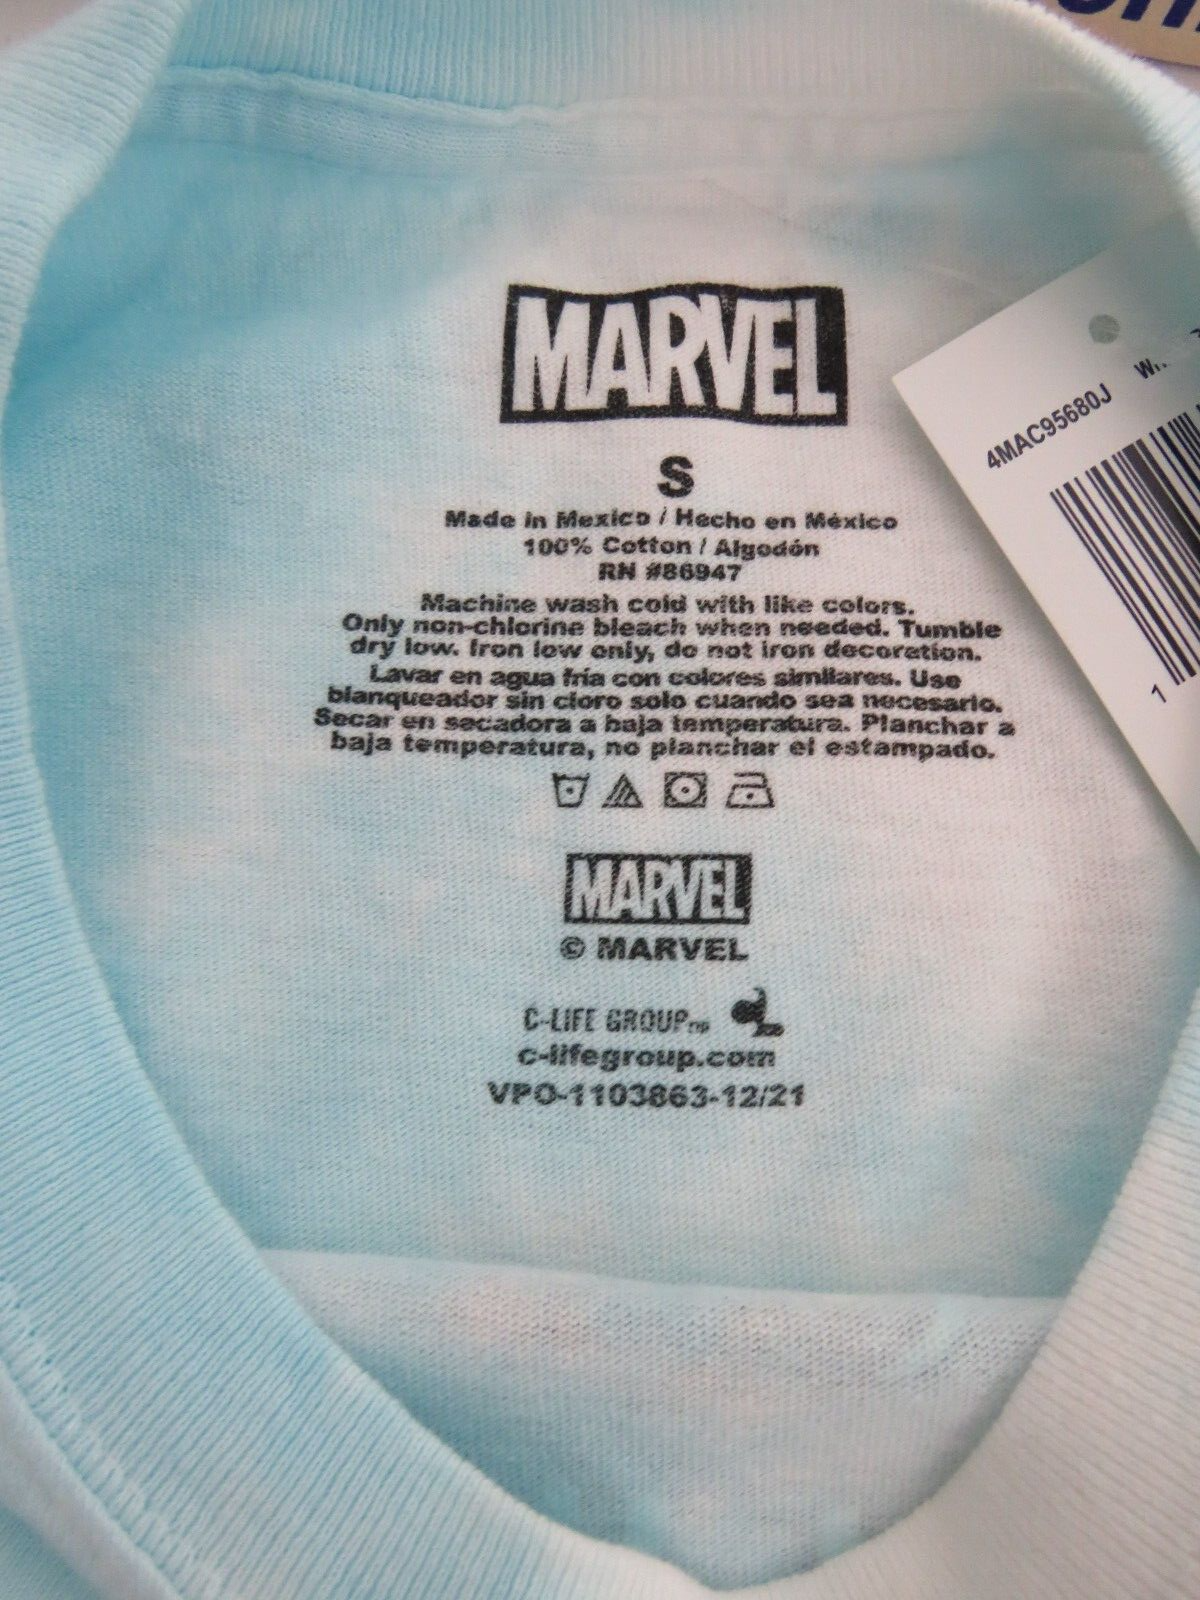 MARVEL
S
Made in Mexico / Hecho en México
100% Cotton / Algodón
RN #86947
Machine wash cold with like colors.
Only non-chlorine bleach when needed. Tumble
dry low. Iron low only, do not iron decoration.
Lavar en agua fría con colores similares. Use
blanqueador sin cloro solo cuando sea necesario.
Secar en secadora a baja temperatura. Planchar a
baja temperatura, no planchar el estampado.
MARVEL
© MARVEL
C-LIFE GROUP
c-lifegroup.com
VPO-1103863-12/21
4MAC95680J
1